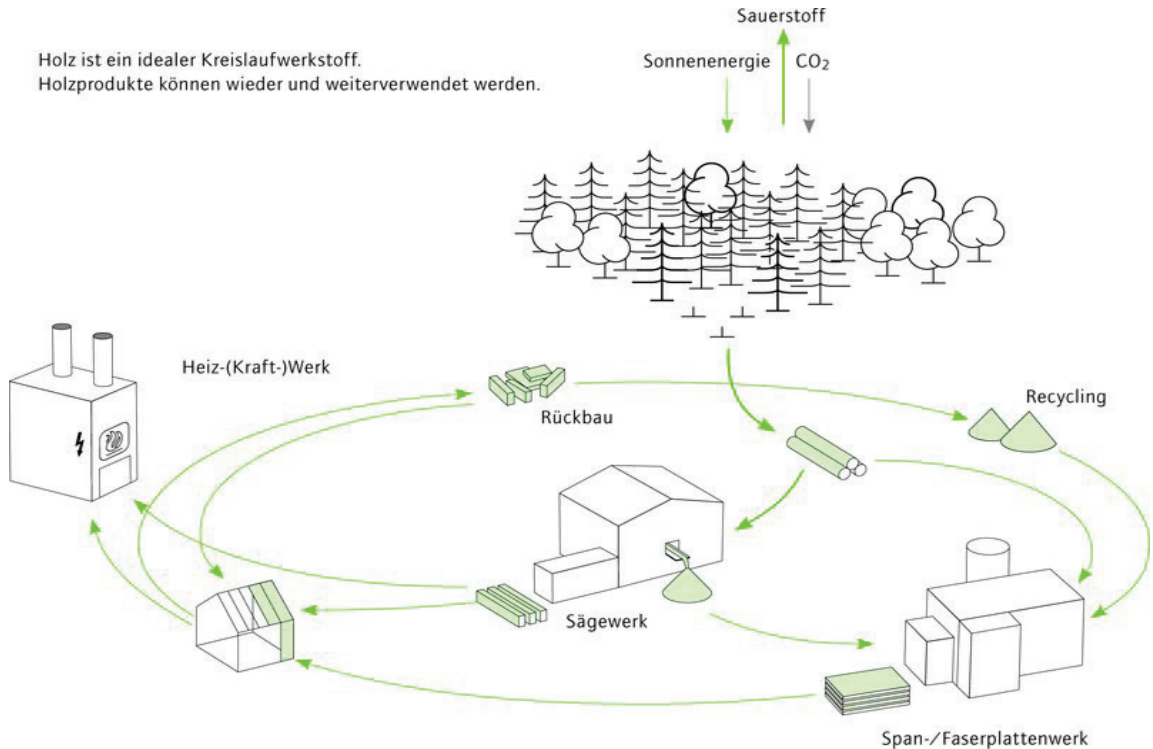 Sauerstoff
Holz ist ein idealer Kreislaufwerkstoff.
Holzprodukte können wieder und weiterverwendet werden.
Sonnenenergie
CO₂
Heiz-(Kraft-)Werk
Rückbau
Recycling
Sägewerk
Span-/Faserplattenwerk